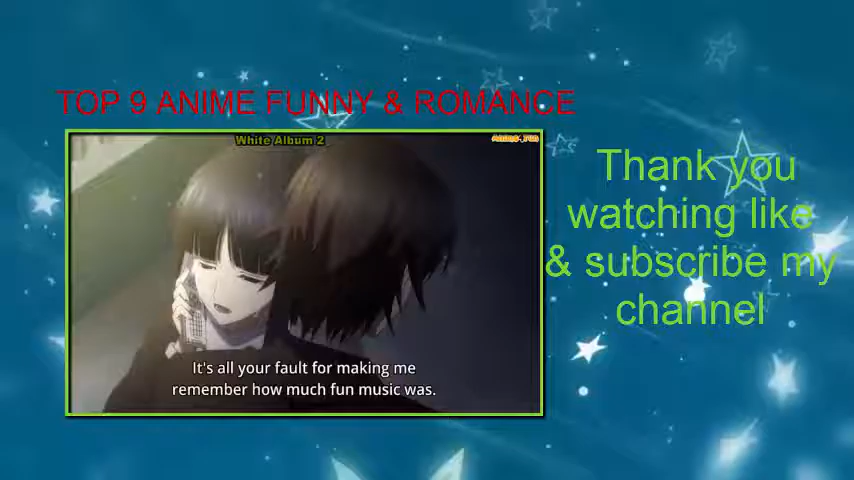 TOP 9 ANIME FUNNY & ROMANCE
White Album 2
It's all your fault for making me
remember how much fun music was.
Thank you
watching like
& subscribe my
channel